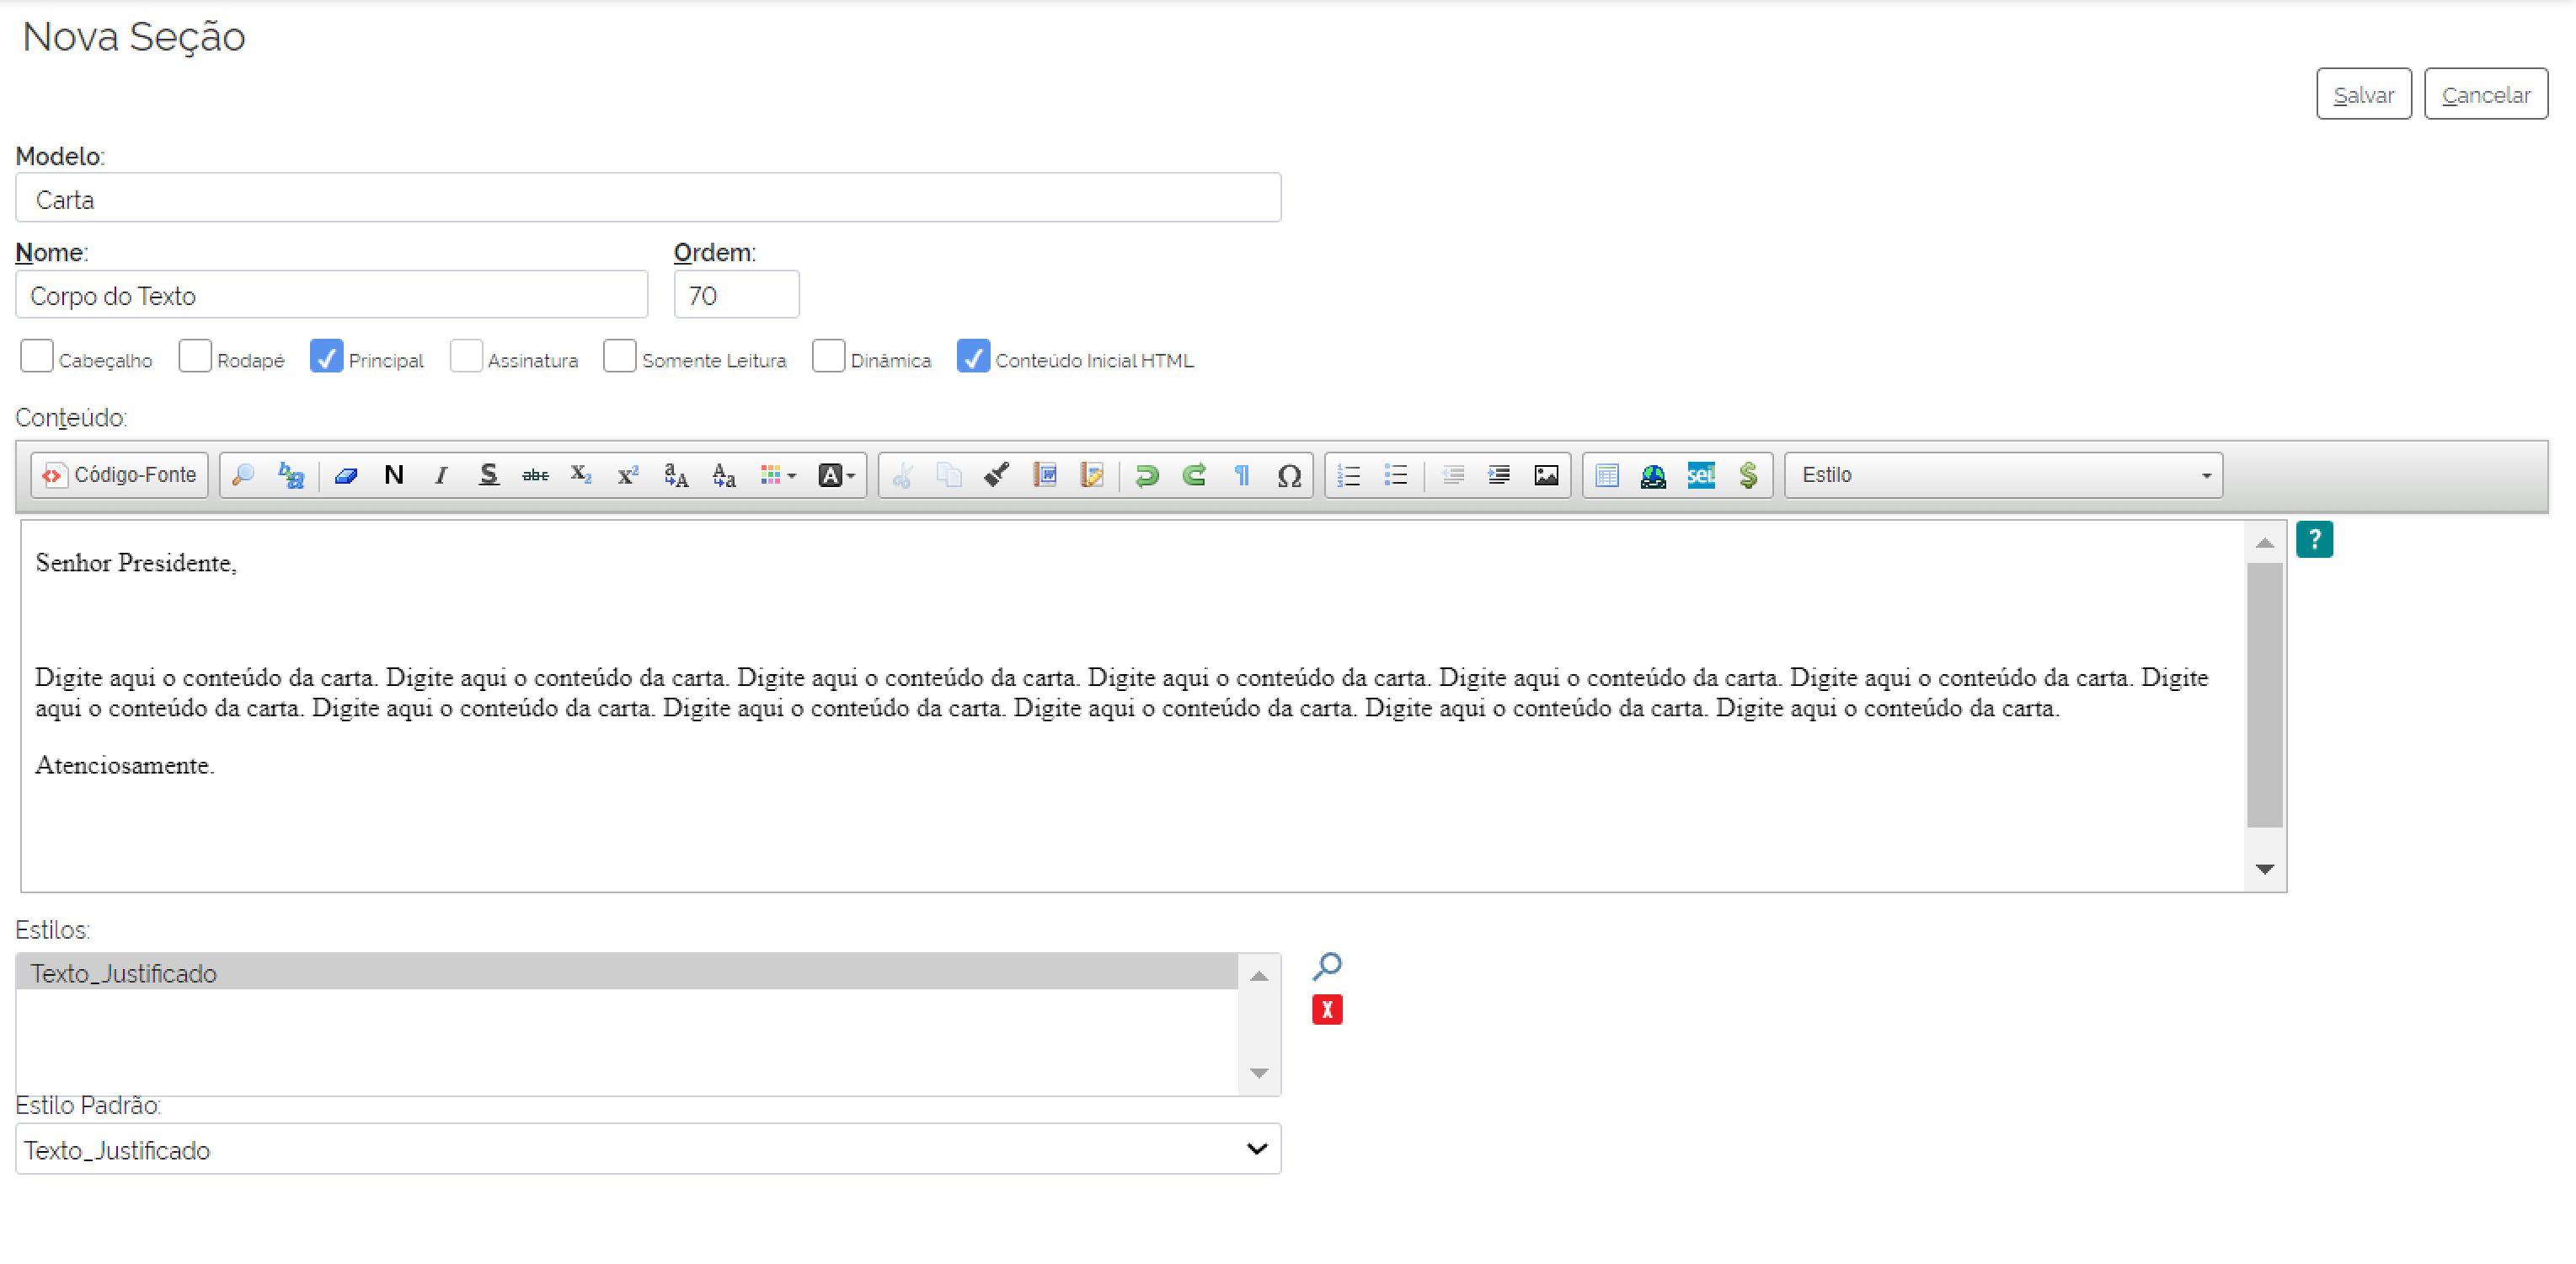 Nova Seção
Salvar Cancelar
Modelo:
Carta
Nome: Ordem:
Corpo do Texto 70
Cabeçalho Rodapé Principal Assinatura Somente Leitura Dinâmica Conteúdo Inicial HTML
Conteúdo:
Código-Fonte N I S abc X₂ X² sei! $ Estilo
Senhor Presidente,
?
Digite aqui o conteúdo da carta. Digite aqui o conteúdo da carta. Digite aqui o conteúdo da carta. Digite aqui o conteúdo da carta. Digite aqui o conteúdo da carta. Digite aqui o conteúdo da carta. Digite
aqui o conteúdo da carta. Digite aqui o conteúdo da carta. Digite aqui o conteúdo da carta. Digite aqui o conteúdo da carta. Digite aqui o conteúdo da carta. Digite aqui o conteúdo da carta.
Atenciosamente.
Estilos:
Texto_Justificado
X
Estilo Padrão:
Texto_Justificado